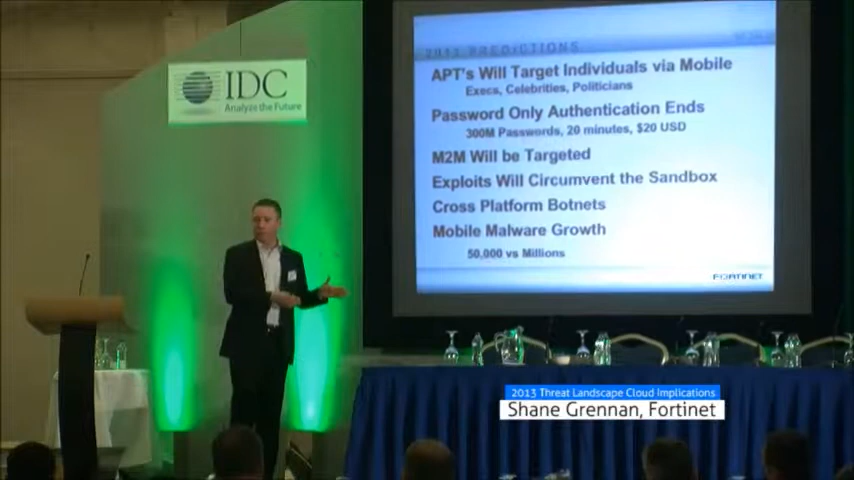 IDC
Analyze the Future
2013 PREDICTIONS
APT's Will Target Individuals via Mobile
Execs, Celebrities, Politicians
Password Only Authentication Ends
300M Passwords, 20 minutes, $20 USD
M2M Will be Targeted
Exploits Will Circumvent the Sandbox
Cross Platform Botnets
Mobile Malware Growth
50,000 vs Millions
FORTINET
2013 Threat Landscape Cloud Implications
Shane Grennan, Fortinet